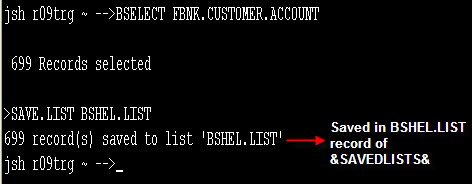 jsh r09trg ~ -->BSELECT FBNK.CUSTOMER.ACCOUNT
699 Records selected
>SAVE.LIST BSHEL.LIST
699 record(s) saved to list 'BSHEL.LIST'
jsh r09trg ~ -->_
Saved in BSHEL.LIST
record of
&SAVEDLISTS&